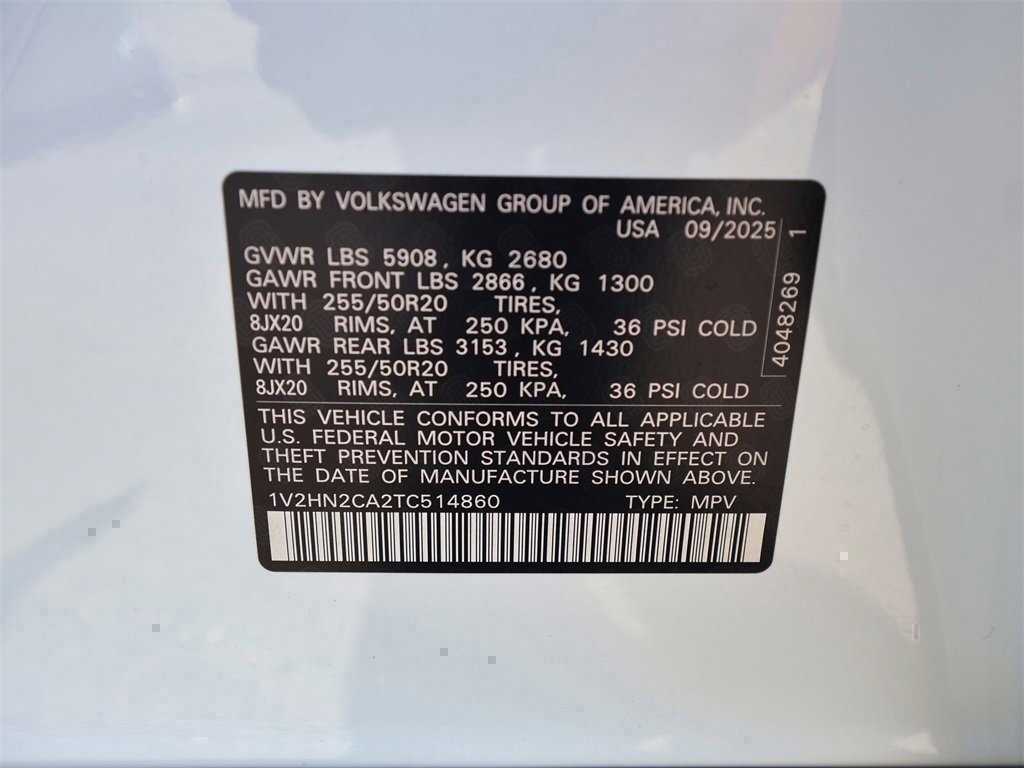 MFD BY VOLKSWAGEN GROUP OF AMERICA, INC.
USA 09/2025
GVWR LBS 5908, KG 2680
GAWR FRONT LBS 2866, KG 1300
WITH 255/50R20 TIRES,
8JX20 RIMS, AT 250 KPA, 36 PSI COLD
GAWR REAR LBS 3153, KG 1430
WITH 255/50R20 TIRES,
8JX20 RIMS, AT 250 KPA, 36 PSI COLD
4048269 1
THIS VEHICLE CONFORMS TO ALL APPLICABLE
U.S. FEDERAL MOTOR VEHICLE SAFETY AND
THEFT PREVENTION STANDARDS IN EFFECT ON
THE DATE OF MANUFACTURE SHOWN ABOVE.
1V2HN2CA2TC514860 TYPE: MPV